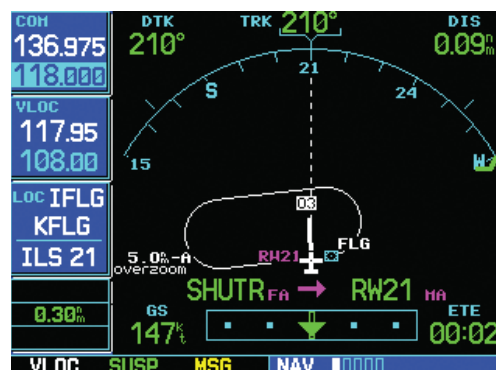 COM
136.975
118.000
VLOC
117.95
108.00
LOC IFLG
KFLG
ILS 21
0.30nm
DTK
210°
TRK 210°
DIS
0.09nm
21
S
24
15
W
03
FLG
RW21
5.0nm-A
overzoom
SHUTR FA → RW21 MA
GS
147kt
ETE
00:02
VLOC SUSP MSG NAV